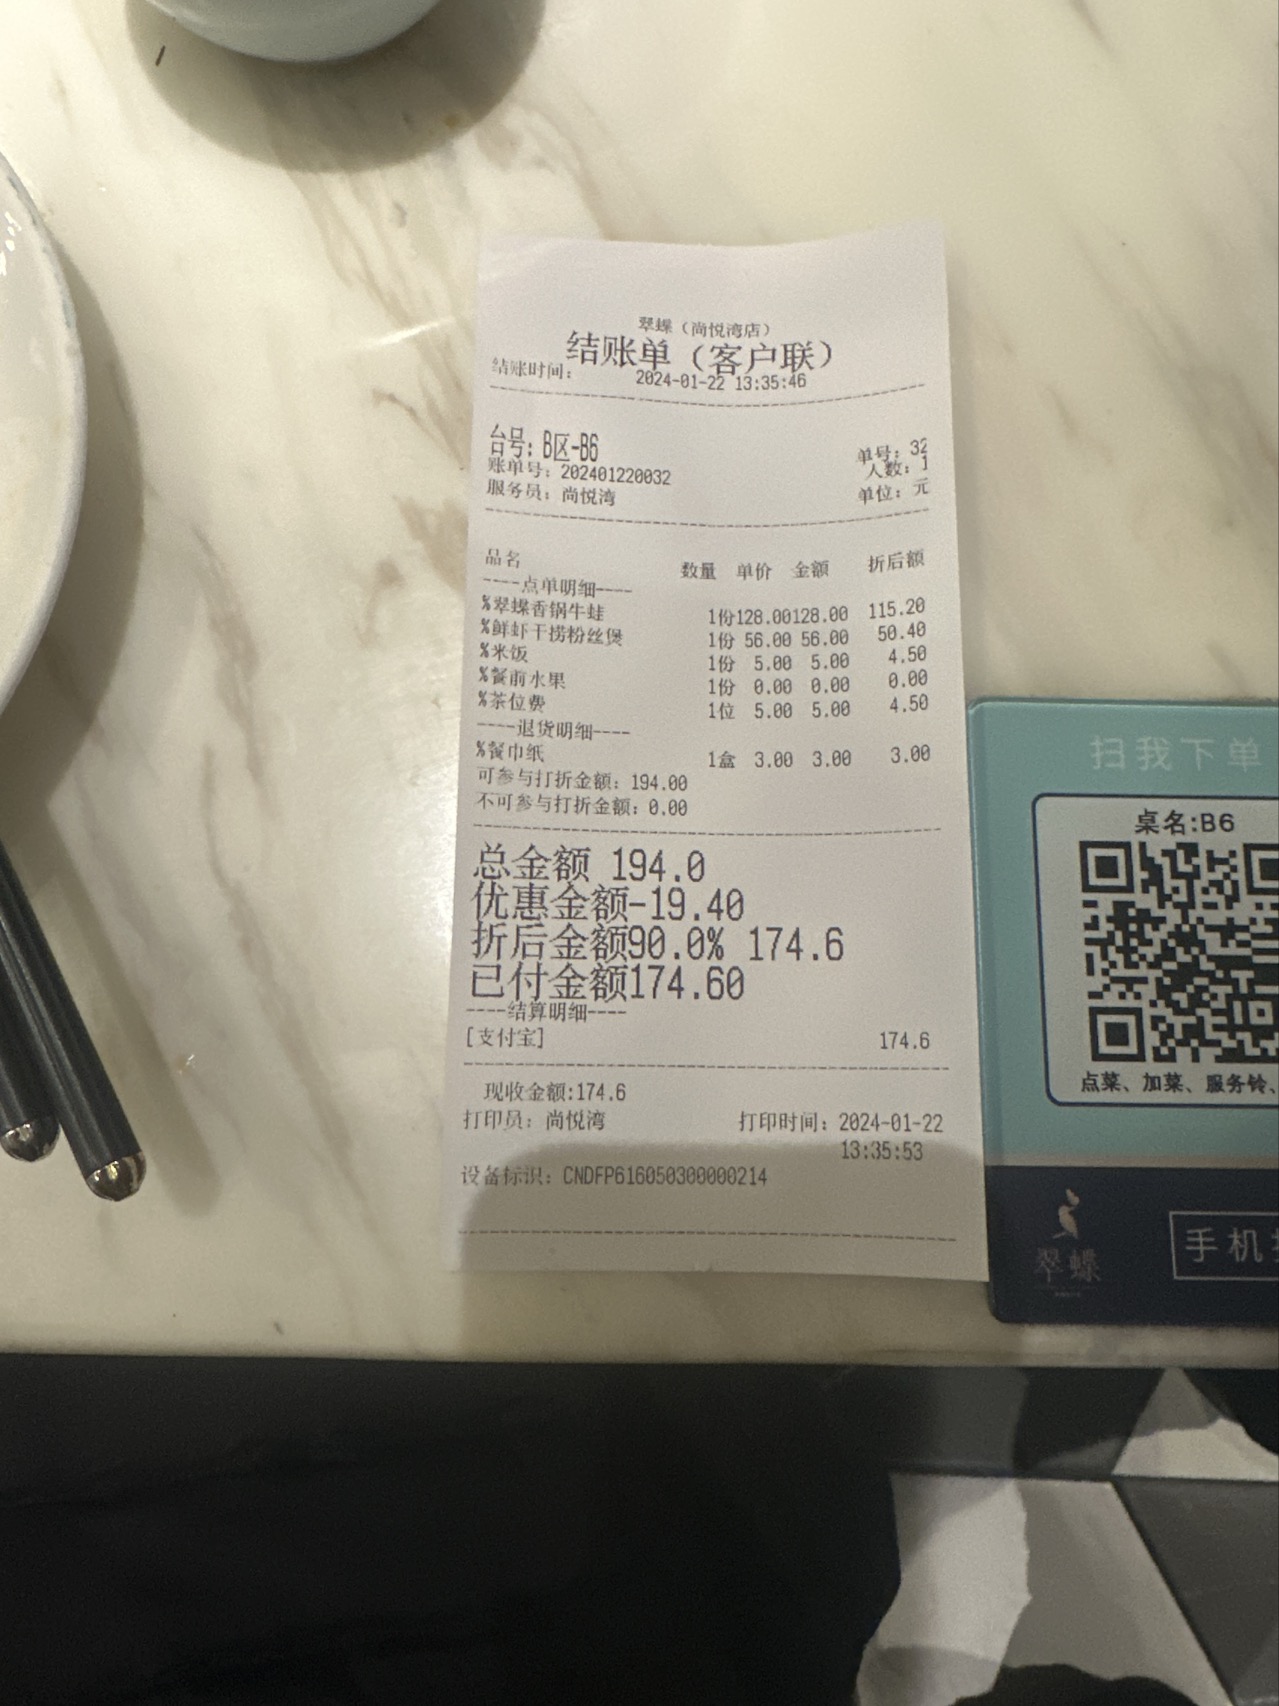 翠蝶（尚悦湾店）
结账单（客户联）
结账时间： 2024-01-22 13:35:46
台号：B区-B6
单号：32
账单号：202401220032
人数：1
服务员：尚悦湾
单位：元
品名 数量 单价 金额 折后额
----点单明细----
%翠蝶香锅牛蛙 1份128.00128.00 115.20
%鲜虾干捞粉丝煲 1份 56.00 56.00 50.40
%米饭 1份 5.00 5.00 4.50
%餐前水果 1份 0.00 0.00 0.00
%茶位费 1位 5.00 5.00 4.50
----退货明细----
%餐巾纸 1盒 3.00 3.00 3.00
可参与打折金额：194.00
不可参与打折金额：0.00
总金额 194.0
优惠金额-19.40
折后金额90.0% 174.6
已付金额174.60
----结算明细----
[支付宝] 174.6
现收金额:174.6
打印员：尚悦湾 打印时间：2024-01-22
13:35:53
设备标识：CNDFP616050300000214
扫我下单
桌名:B6
点菜、加菜、服务铃、
翠蝶
手机